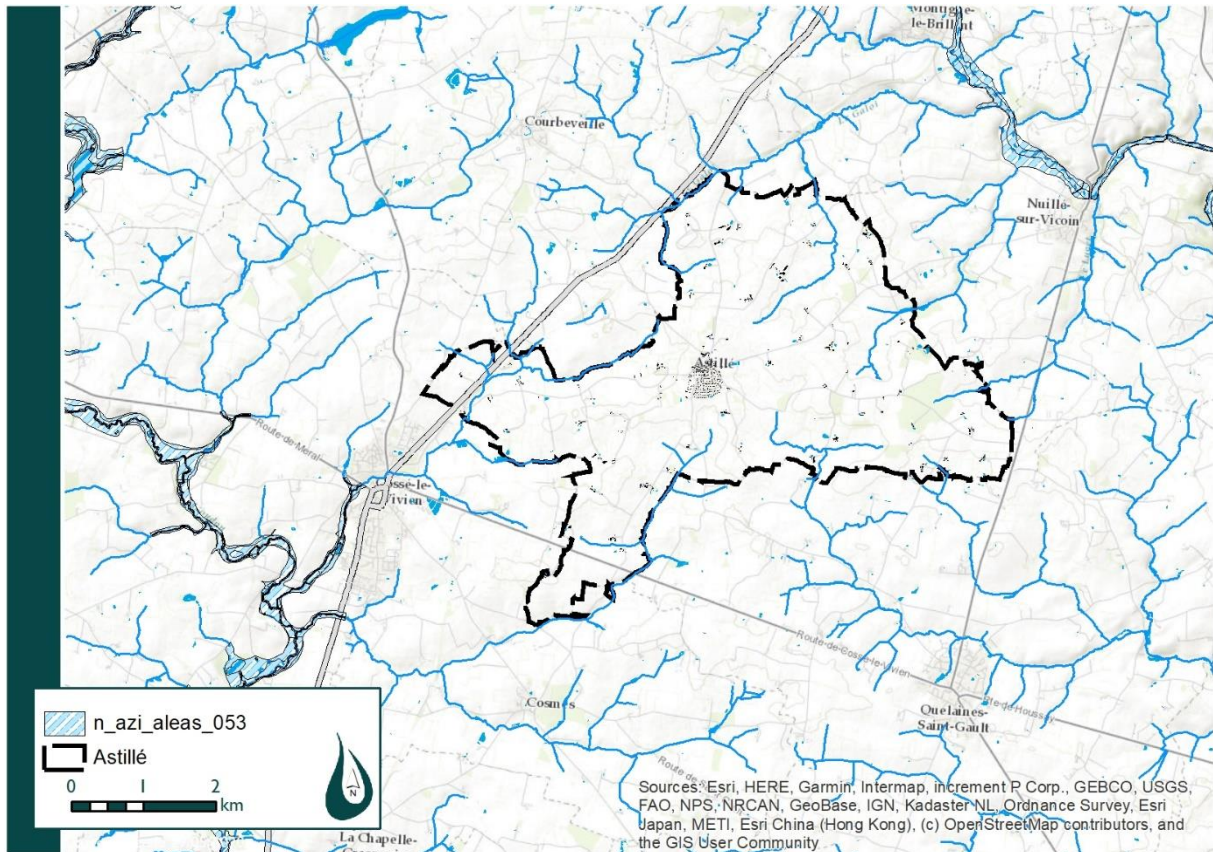 Montigné-
le-Brillant
Courbeveille
Galot
Nuillé-
sur-Vicoin
Astillé
Route-de-Méral
Cossé-le-
Vivien
Route-de-Cossé-le-Vivien
Quelaines-
Saint-Gault
Cosmes
n_azi_aleas_053
Astillé
0 1 2
km
N
La Chapelle-
Sources: Esri, HERE, Garmin, Intermap, increment P Corp., GEBCO, USGS,
FAO, NPS, NRCAN, GeoBase, IGN, Kadaster NL, Ordnance Survey, Esri
Japan, METI, Esri China (Hong Kong), (c) OpenStreetMap contributors, and
the GIS User Community